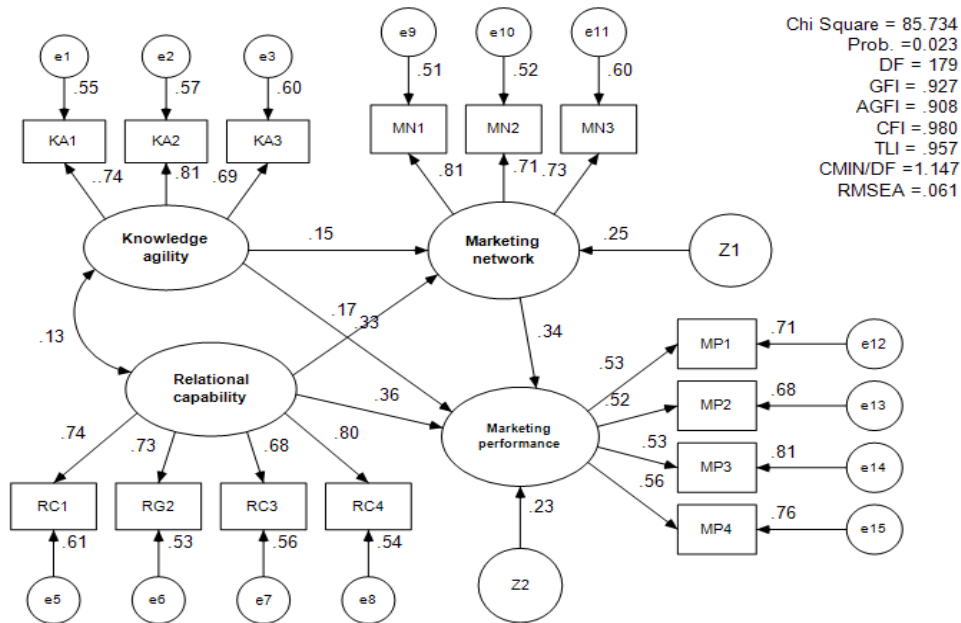 e1
e2
e3
e9
e10
e11
Chi Square = 85.734
Prob. =0.023
DF = 179
GFI = .927
AGFI = .908
CFI = .980
TLI = .957
CMIN/DF =1.147
RMSEA =.061
.55
.57
.60
.51
.52
.60
KA1
KA2
KA3
MN1
MN2
MN3
..74
.81
.69
.81
.71
.73
Knowledge
agility
.15
Marketing
network
.25
Z1
.13
.17
.33
.34
Relational
capability
.36
Marketing
performance
.53
.52
.53
.56
MP1
MP2
MP3
MP4
.71
.68
.81
.76
e12
e13
e14
e15
.74
.73
.68
.80
RC1
RG2
RC3
RC4
.61
.53
.56
.54
e5
e6
e7
e8
.23
Z2